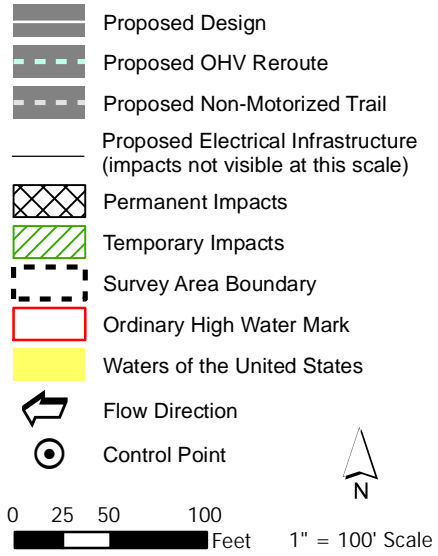 Proposed Design
Proposed OHV Reroute
Proposed Non-Motorized Trail
Proposed Electrical Infrastructure
(impacts not visible at this scale)
Permanent Impacts
Temporary Impacts
Survey Area Boundary
Ordinary High Water Mark
Waters of the United States
Flow Direction
Control Point
N
0 25 50 100
Feet 1" = 100' Scale